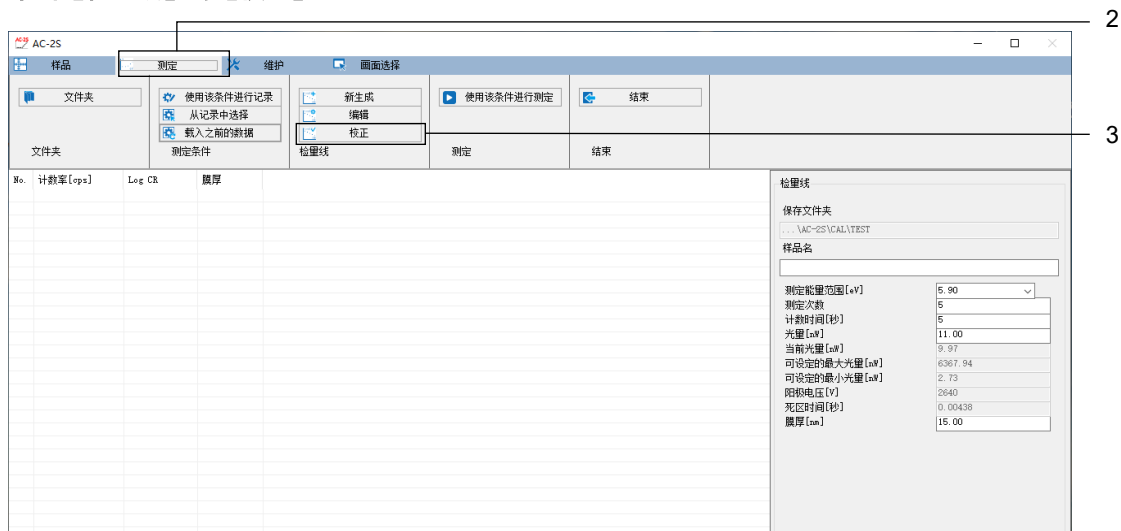 2
AC-2S
样品 测定 维护 画面选择
文件夹 使用该条件进行记录 新生成 使用该条件进行测定 结束
从记录中选择 编辑
载入之前的数据 校正
3
文件夹 测定条件 检量线 测定 结束
No. 计数率[cps] Log CR 膜厚
检量线
保存文件夹
...\AC-2S\CAL\TEST
样品名
测定能量范围[eV] 5.90
测定次数 5
计数时间[秒] 5
光量[nW] 11.00
当前光量[nW] 9.97
可设定的最大光量[nW] 6367.94
可设定的最小光量[nW] 2.73
阳极电压[V] 2640
死区时间[秒] 0.00438
膜厚[nm] 15.00